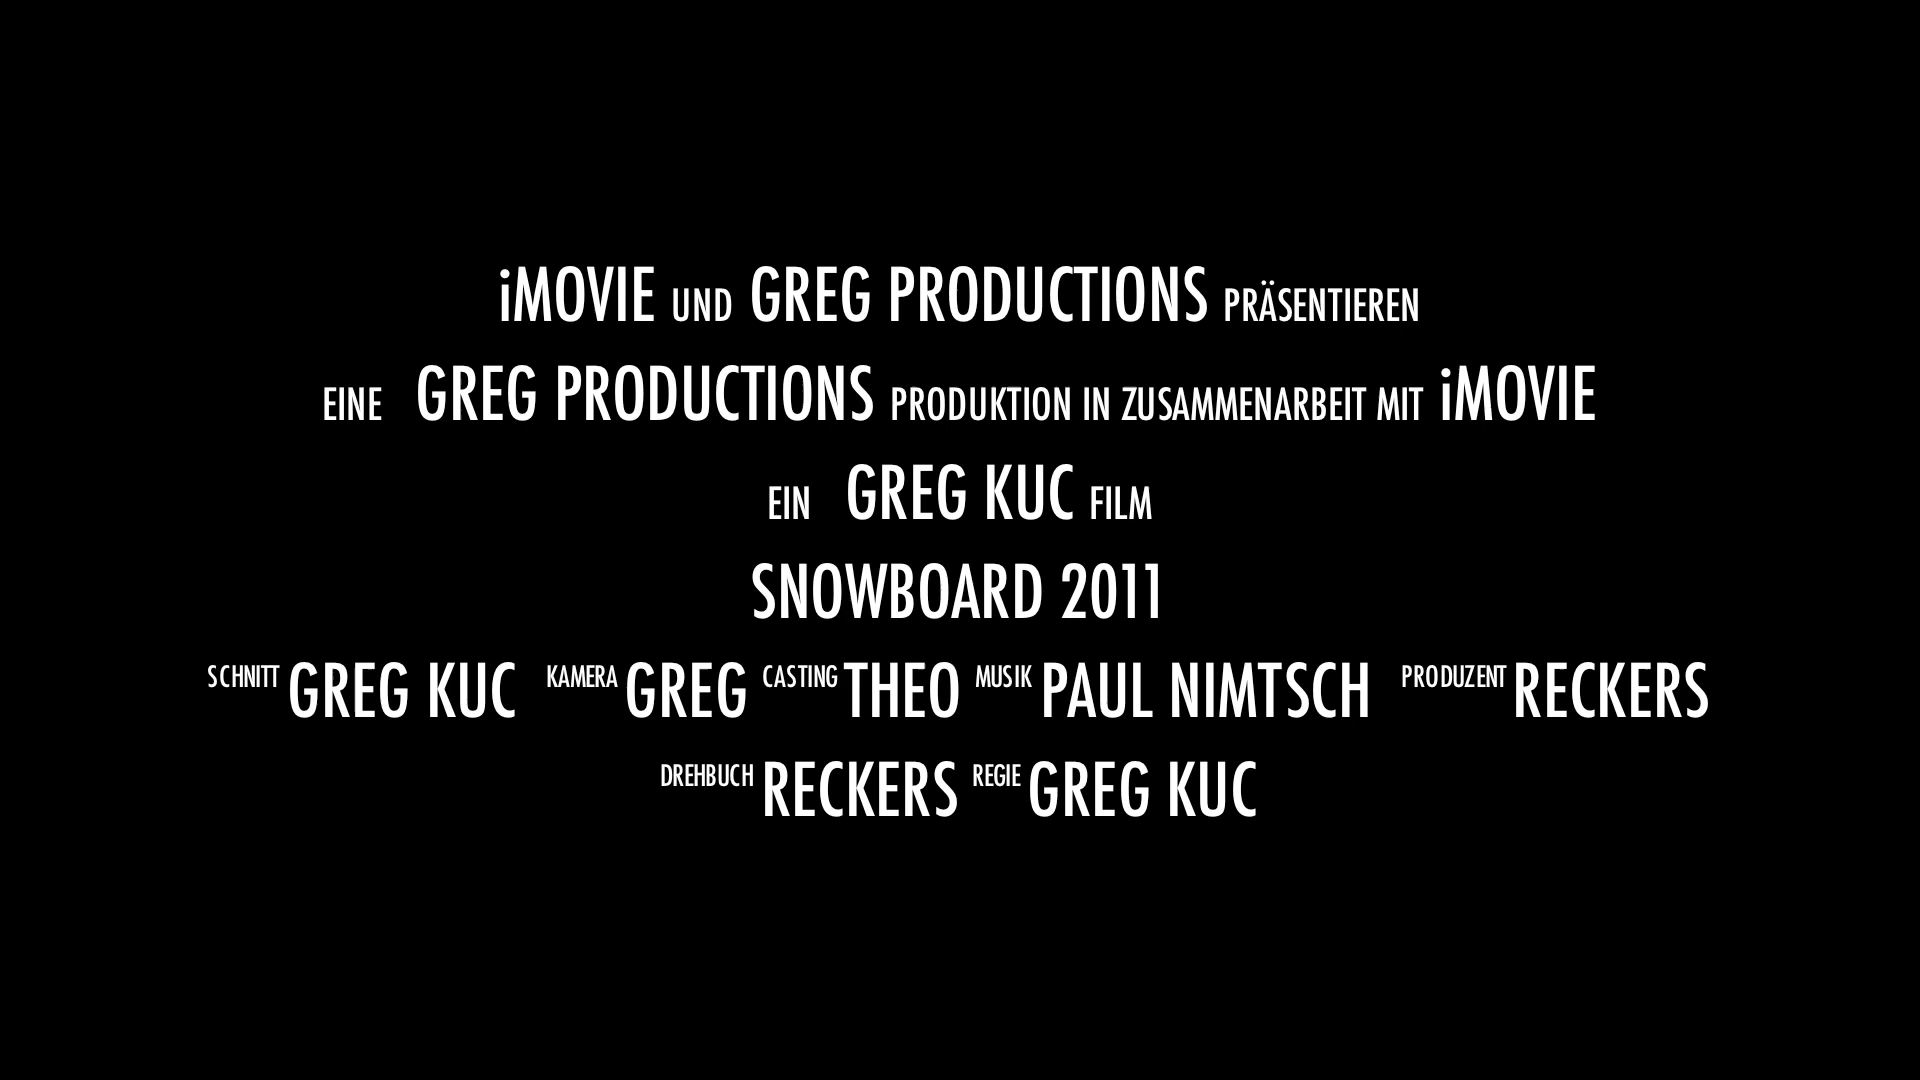 iMOVIE UND GREG PRODUCTIONS PRÄSENTIEREN
EINE GREG PRODUCTIONS PRODUKTION IN ZUSAMMENARBEIT MIT iMOVIE
EIN GREG KUC FILM
SNOWBOARD 2011
SCHNITT GREG KUC KAMERA GREG CASTING THEO MUSIK PAUL NIMTSCH PRODUZENT RECKERS
DREHBUCH RECKERS REGIE GREG KUC